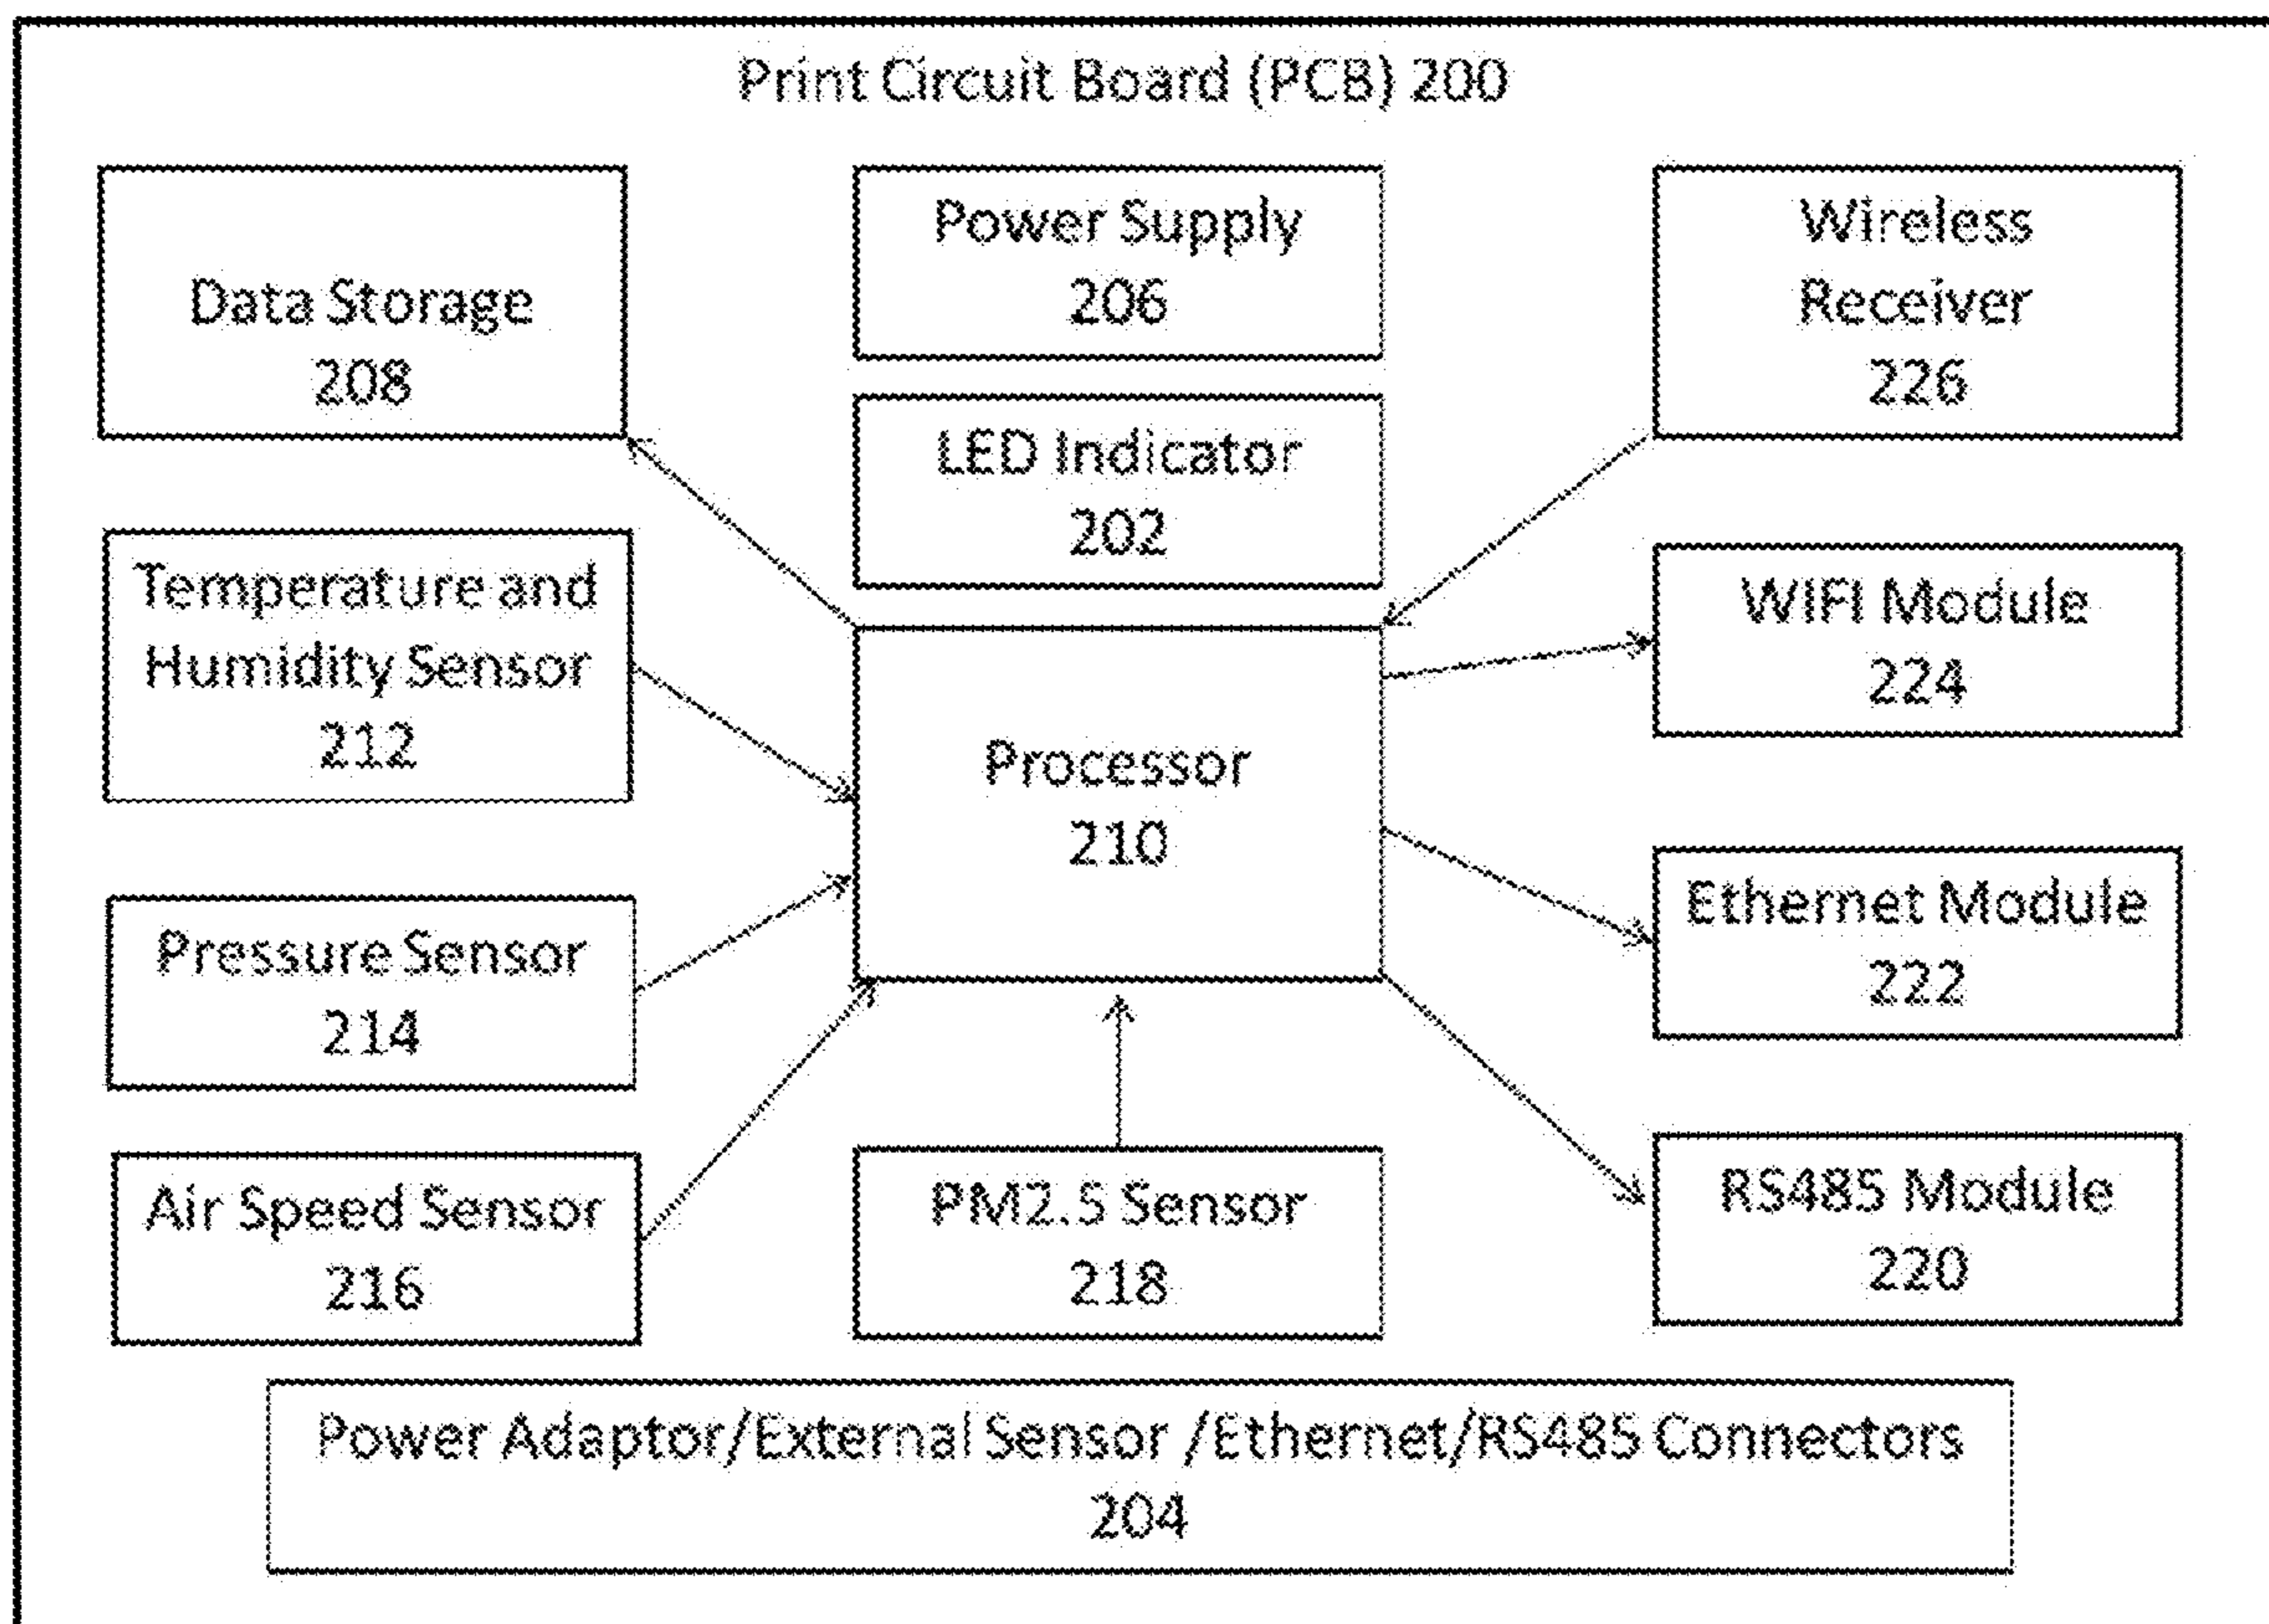 Print Circuit Board (PCB) 200
Data Storage
208
Power Supply
206
Wireless
Receiver
226
LED Indicator
202
Temperature and
Humidity Sensor
212
WIFI Module
224
Processor
210
Pressure Sensor
214
Ethernet Module
222
Air Speed Sensor
216
PM2.5 Sensor
218
RS485 Module
220
Power Adaptor/External Sensor /Ethernet/RS485 Connectors
204